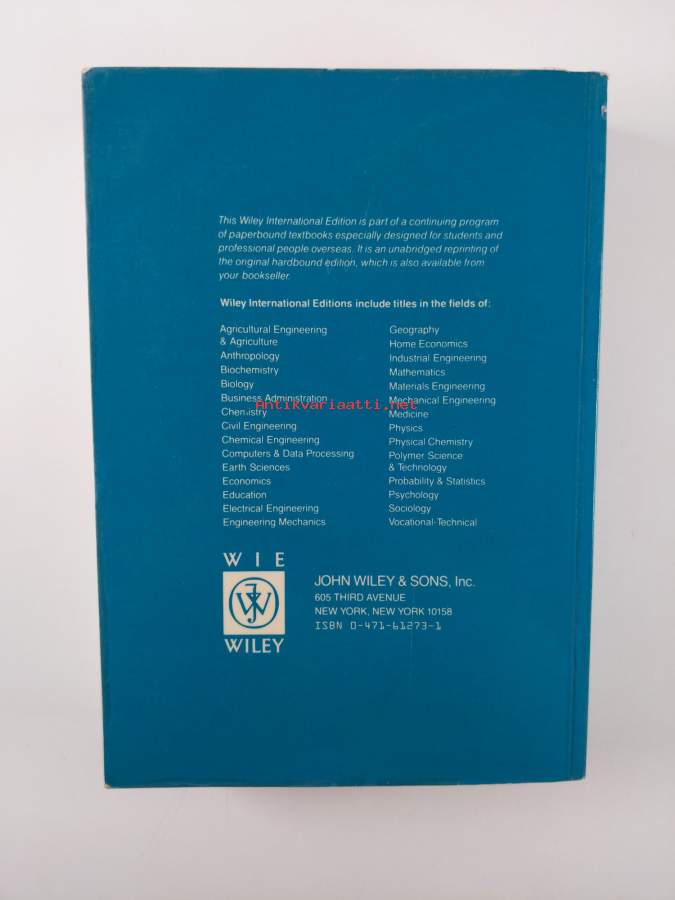 This Wiley International Edition is part of a continuing program
of paperbound textbooks especially designed for students and
professional people overseas. It is an unabridged reprinting of
the original hardbound edition, which is also available from
your bookseller.
Wiley International Editions include titles in the fields of:
Agricultural Engineering
& Agriculture
Anthropology
Biochemistry
Biology
Business Administration
Chemistry
Civil Engineering
Chemical Engineering
Computers & Data Processing
Earth Sciences
Economics
Education
Electrical Engineering
Engineering Mechanics
Geography
Home Economics
Industrial Engineering
Mathematics
Materials Engineering
Mechanical Engineering
Medicine
Physics
Physical Chemistry
Polymer Science
& Technology
Probability & Statistics
Psychology
Sociology
Vocational-Technical
Antikvariaatti.net
WIE
JW
WILEY
JOHN WILEY & SONS, Inc.
605 THIRD AVENUE
NEW YORK, NEW YORK 10158
ISBN 0-471-61273-1